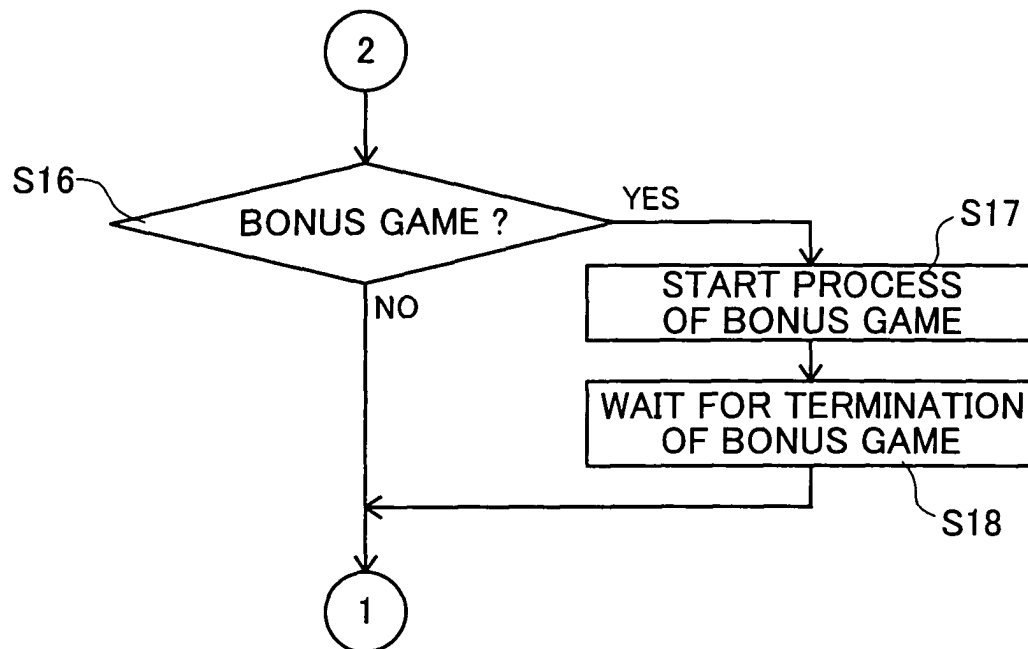 2
S16
BONUS GAME ?
YES
S17
START PROCESS
OF BONUS GAME
NO
WAIT FOR TERMINATION
OF BONUS GAME
S18
1